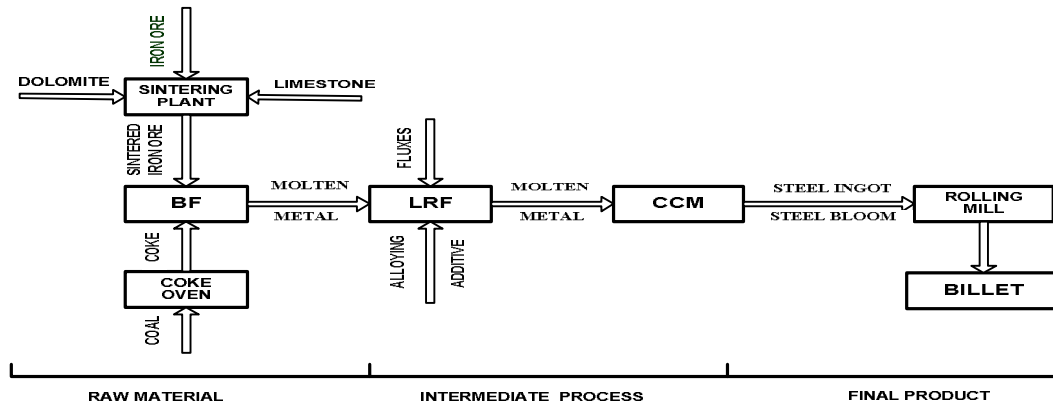 IRON ORE
DOLOMITE
SINTERING
PLANT
LIMESTONE
SINTERED
IRON ORE
FLUXES
BF
MOLTEN
METAL
LRF
MOLTEN
METAL
CCM
STEEL INGOT
STEEL BLOOM
ROLLING
MILL
COKE
ALLOYING
ADDITIVE
COKE
OVEN
BILLET
COAL
RAW MATERIAL
INTERMEDIATE PROCESS
FINAL PRODUCT